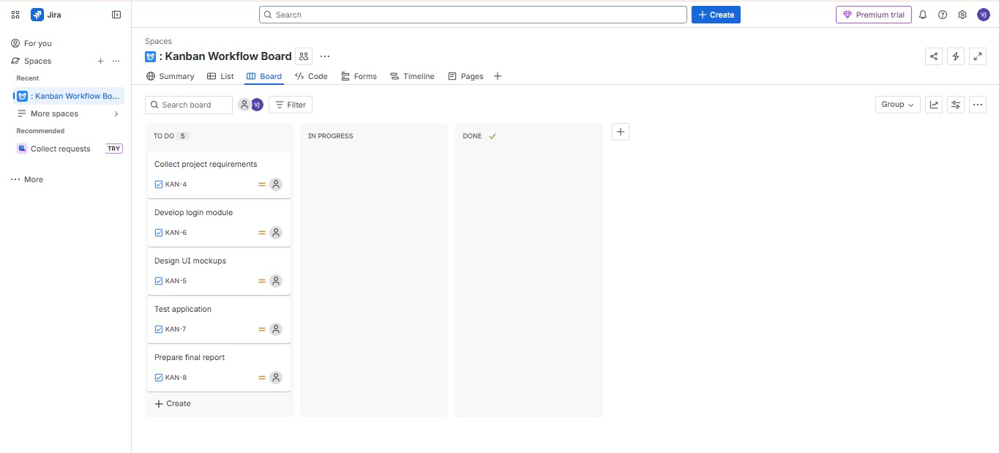 Jira
Search
Create
Premium trial
VJ
For you
Spaces
Recent
: Kanban Workflow Bo...
More spaces
Recommended
Collect requests
TRY
More
Spaces
: Kanban Workflow Board
Summary
List
Board
Code
Forms
Timeline
Pages
Search board
VJ
Filter
Group
TO DO 5
Collect project requirements
KAN-4
Develop login module
KAN-6
Design UI mockups
KAN-5
Test application
KAN-7
Prepare final report
KAN-8
Create
IN PROGRESS
DONE